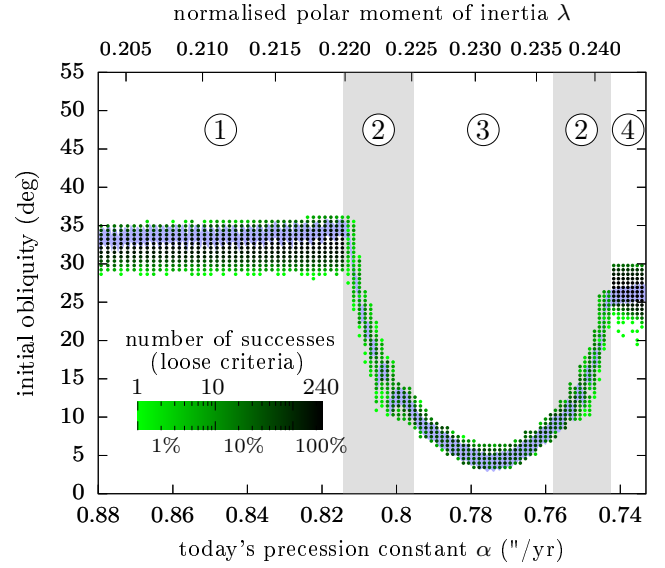 normalised polar moment of inertia λ
0.205 0.210 0.215 0.220 0.225 0.230 0.235 0.240
55
50
45
40
35
30
25
20
15
10
5
0
initial obliquity (deg)
1 2 3 2 4
number of successes
(loose criteria)
1 10 240
1% 10% 100%
0.88 0.86 0.84 0.82 0.8 0.78 0.76 0.74
today's precession constant α ("/yr)